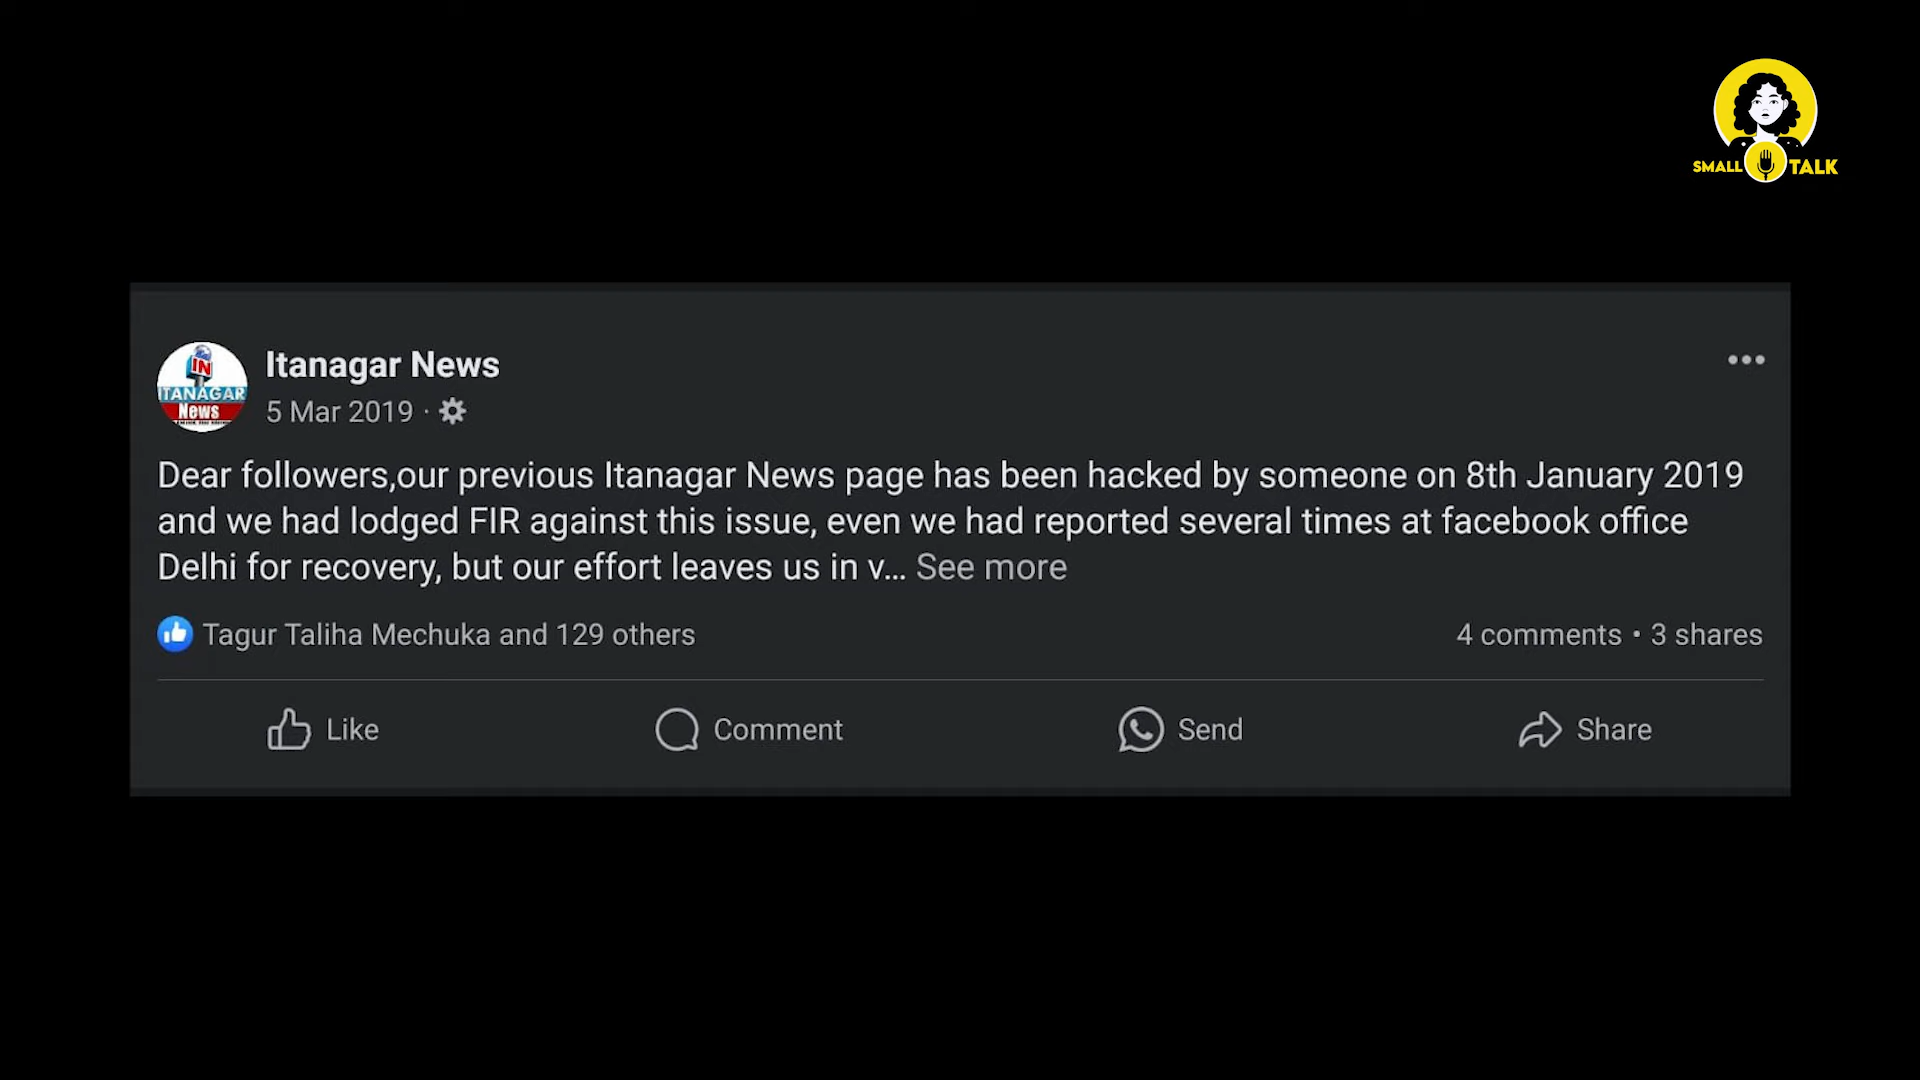 SMALL TALK
Itanagar News
IN
ITANAGAR
News
5 Mar 2019 ·
Dear followers,our previous Itanagar News page has been hacked by someone on 8th January 2019
and we had lodged FIR against this issue, even we had reported several times at facebook office
Delhi for recovery, but our effort leaves us in v... See more
Tagur Taliha Mechuka and 129 others
4 comments • 3 shares
Like
Comment
Send
Share